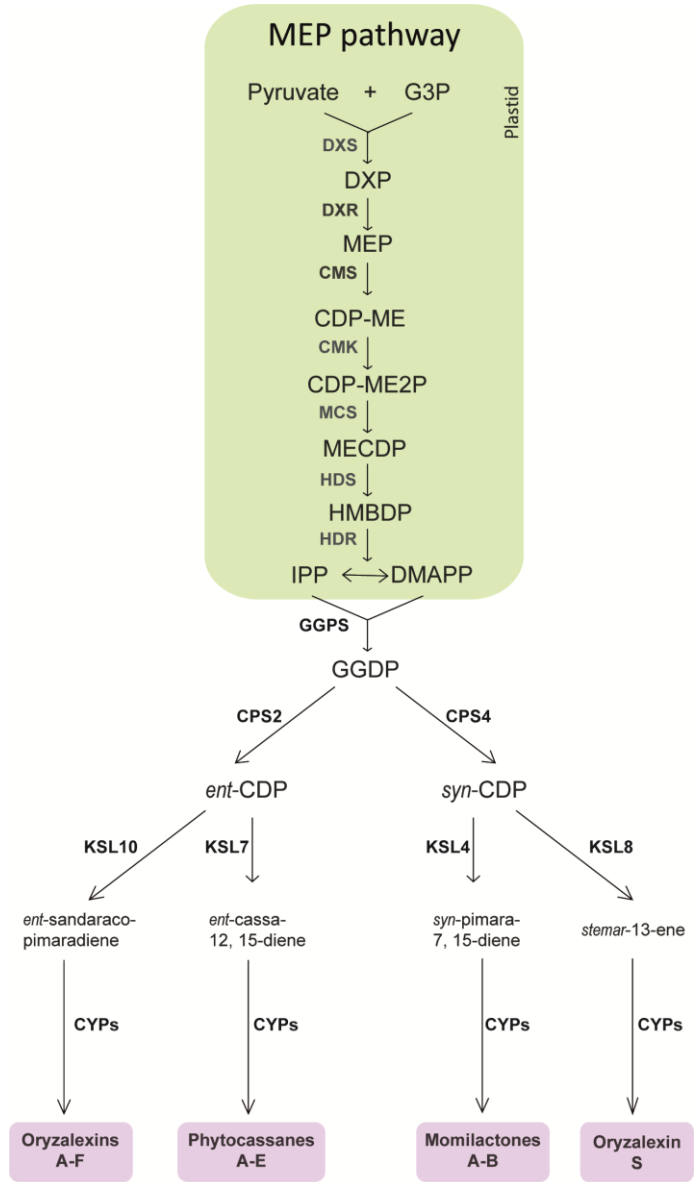 MEP pathway
Pyruvate + G3P
Plastid
DXS
DXP
DXR
MEP
CMS
CDP-ME
CMK
CDP-ME2P
MCS
MECDP
HDS
HMBDP
HDR
IPP DMAPP
GGPS
GGDP
CPS2 CPS4
ent-CDP syn-CDP
KSL10 KSL7 KSL4 KSL8
ent-sandaraco-
pimaradiene
ent-cassa-
12, 15-diene
syn-pimara-
7, 15-diene
stemar-13-ene
CYPs CYPs CYPs CYPs
Oryzalexins
A-F
Phytocassanes
A-E
Momilactones
A-B
Oryzalexin
S